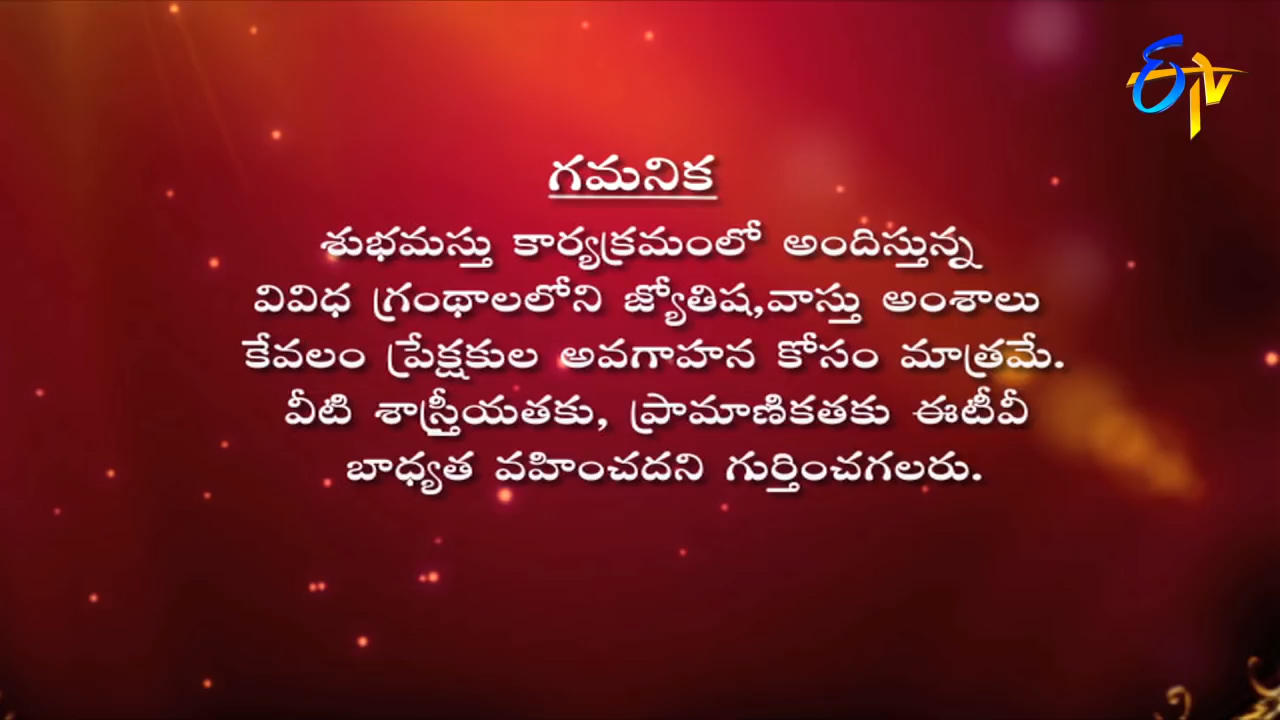 ETV
గమనిక
శుభమస్తు కార్యక్రమంలో అందిస్తున్న
వివిధ గ్రంథాలలోని జ్యోతిష,వాస్తు అంశాలు
కేవలం ప్రేక్షకుల అవగాహన కోసం మాత్రమే.
వీటి శాస్త్రీయతకు, ప్రామాణికతకు ఈటీవీ
బాధ్యత వహించదని గుర్తించగలరు.